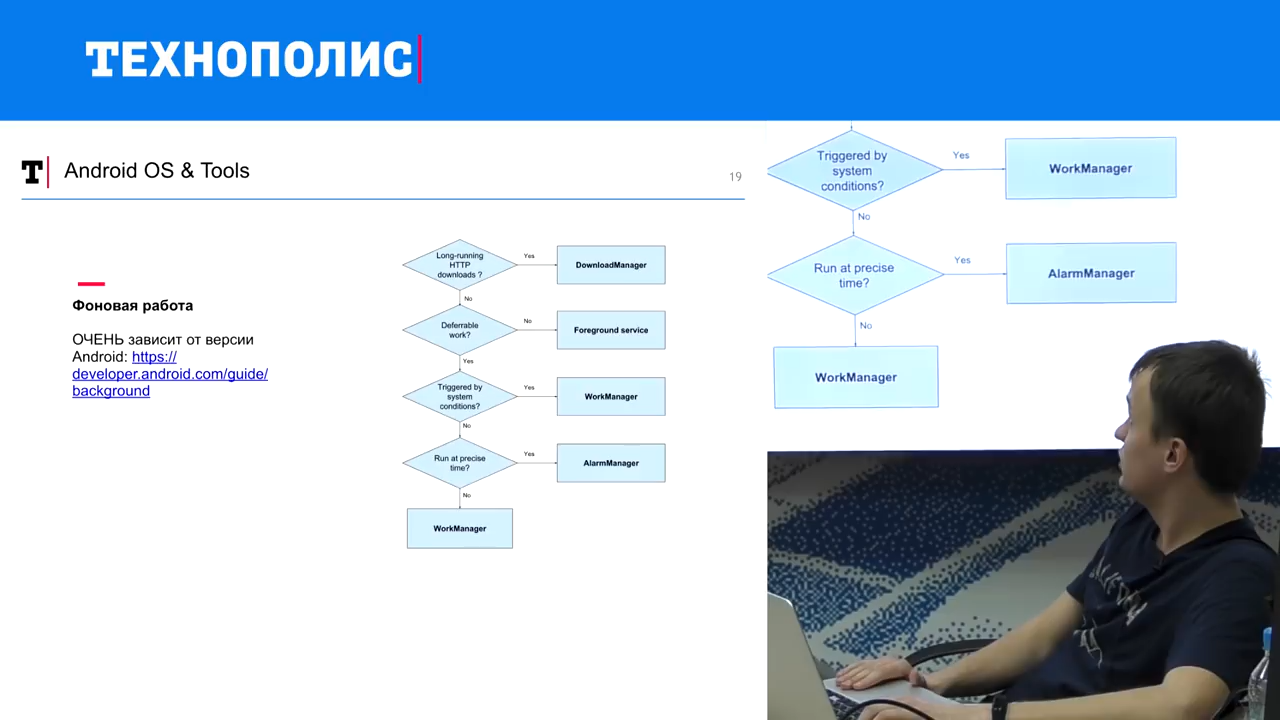 ТЕХНОПОЛИС
Т
Android OS & Tools
19
Фоновая работа
ОЧЕНЬ зависит от версии
Android: https://
developer.android.com/guide/
background
Long-running
HTTP
downloads ?
Yes
DownloadManager
No
Deferrable
work?
No
Foreground service
Yes
Triggered by
system
conditions?
Yes
WorkManager
No
Run at precise
time?
Yes
AlarmManager
No
WorkManager
Triggered by
system
conditions?
Yes
WorkManager
No
Run at precise
time?
Yes
AlarmManager
No
WorkManager